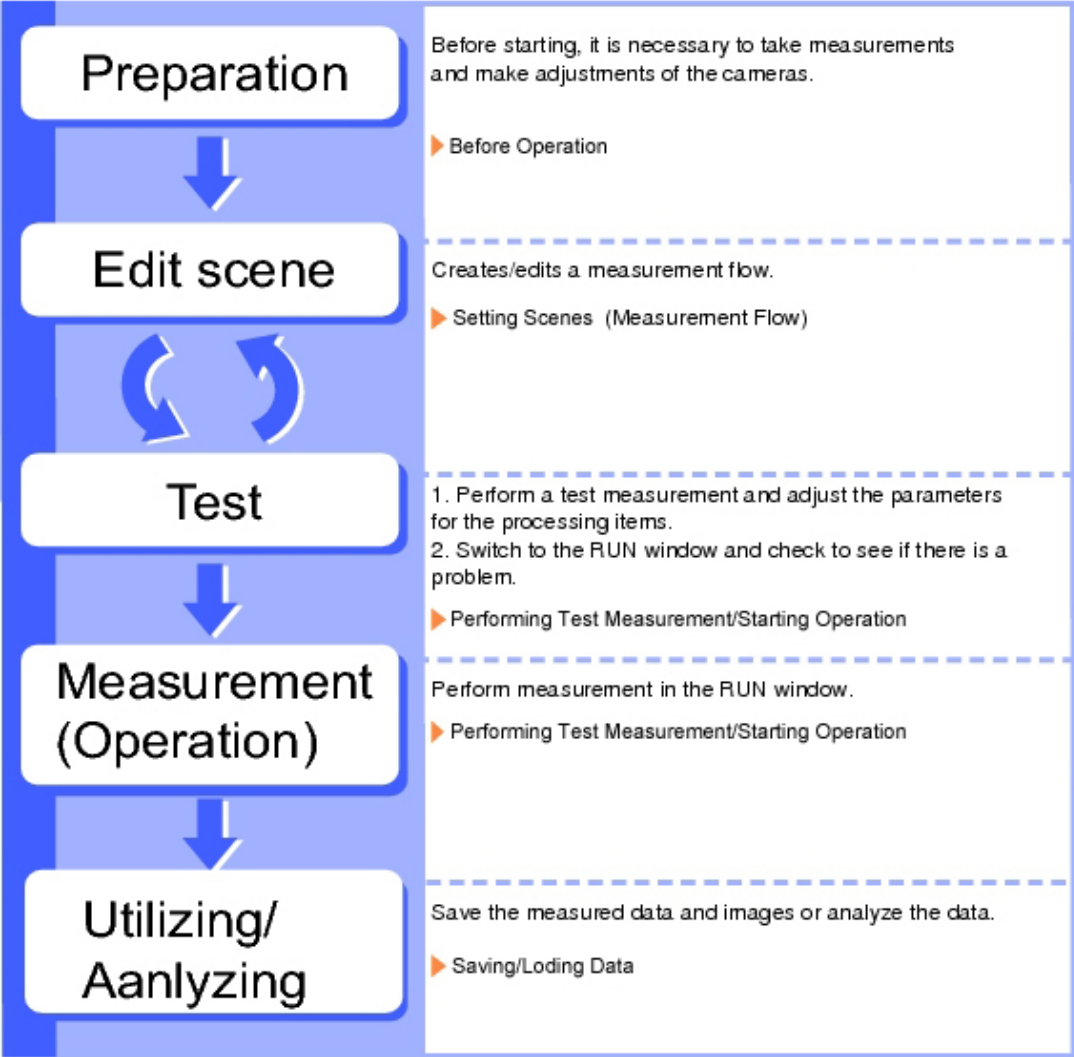 Preparation
Before starting, it is necessary to take measurements
and make adjustments of the cameras.
Before Operation
Edit scene
Creates/edits a measurement flow.
Setting Scenes (Measurement Flow)
Test
1. Perform a test measurement and adjust the parameters
for the processing items.
2. Switch to the RUN window and check to see if there is a
problem.
Performing Test Measurement/Starting Operation
Measurement
(Operation)
Perform measurement in the RUN window.
Performing Test Measurement/Starting Operation
Utilizing/
Aanlyzing
Save the measured data and images or analyze the data.
Saving/Loding Data